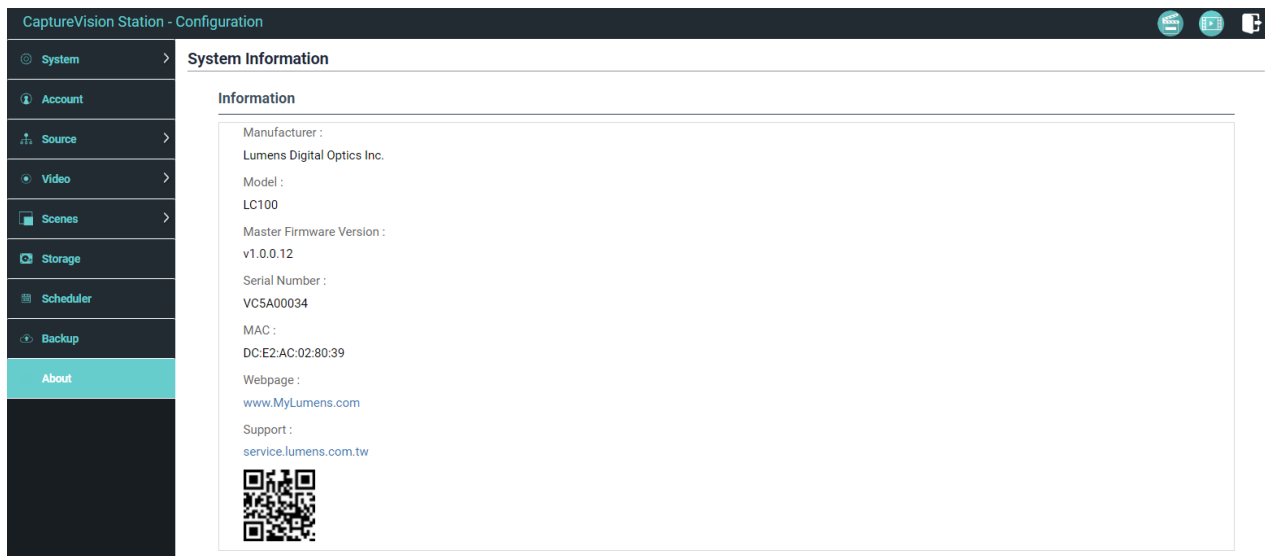 CaptureVision Station - Configuration
System
Account
Source
Video
Scenes
Storage
Scheduler
Backup
About
System Information
Information
Manufacturer :
Lumens Digital Optics Inc.
Model :
LC100
Master Firmware Version :
v1.0.0.12
Serial Number :
VC5A00034
MAC :
DC:E2:AC:02:80:39
Webpage :
www.MyLumens.com
Support :
service.lumens.com.tw